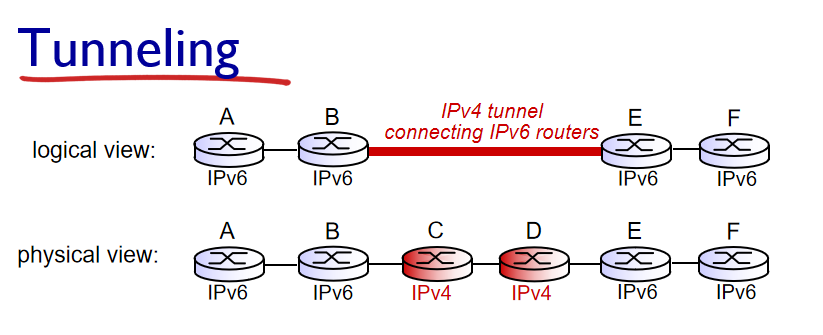 Tunneling
IPv4 tunnel
connecting IPv6 routers
A B E F
logical view:
IPv6 IPv6 IPv6 IPv6
A B C D E F
physical view:
IPv6 IPv6 IPv4 IPv4 IPv6 IPv6